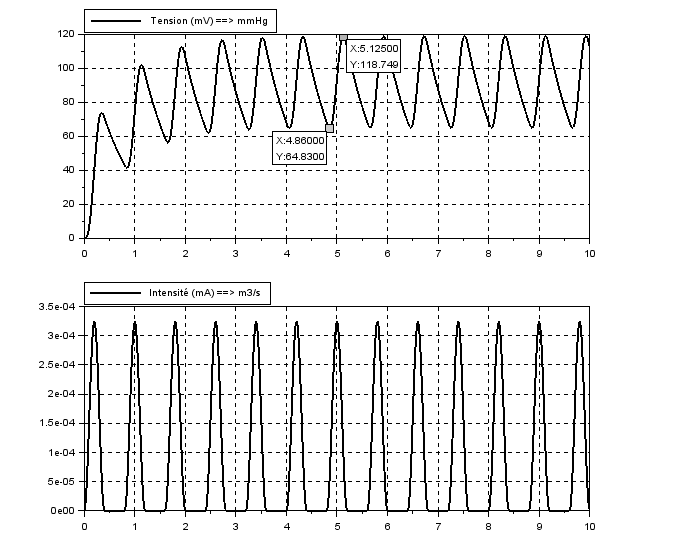 Tension (mV) ==> mmHg
120
100
80
60
40
20
0
X:5.12500
Y:118.749
X:4.86000
Y:64.8300
0 1 2 3 4 5 6 7 8 9 10
Intensité (mA) ==> m3/s
3.5e-04
3e-04
2.5e-04
2e-04
1.5e-04
1e-04
5e-05
0e00
0 1 2 3 4 5 6 7 8 9 10